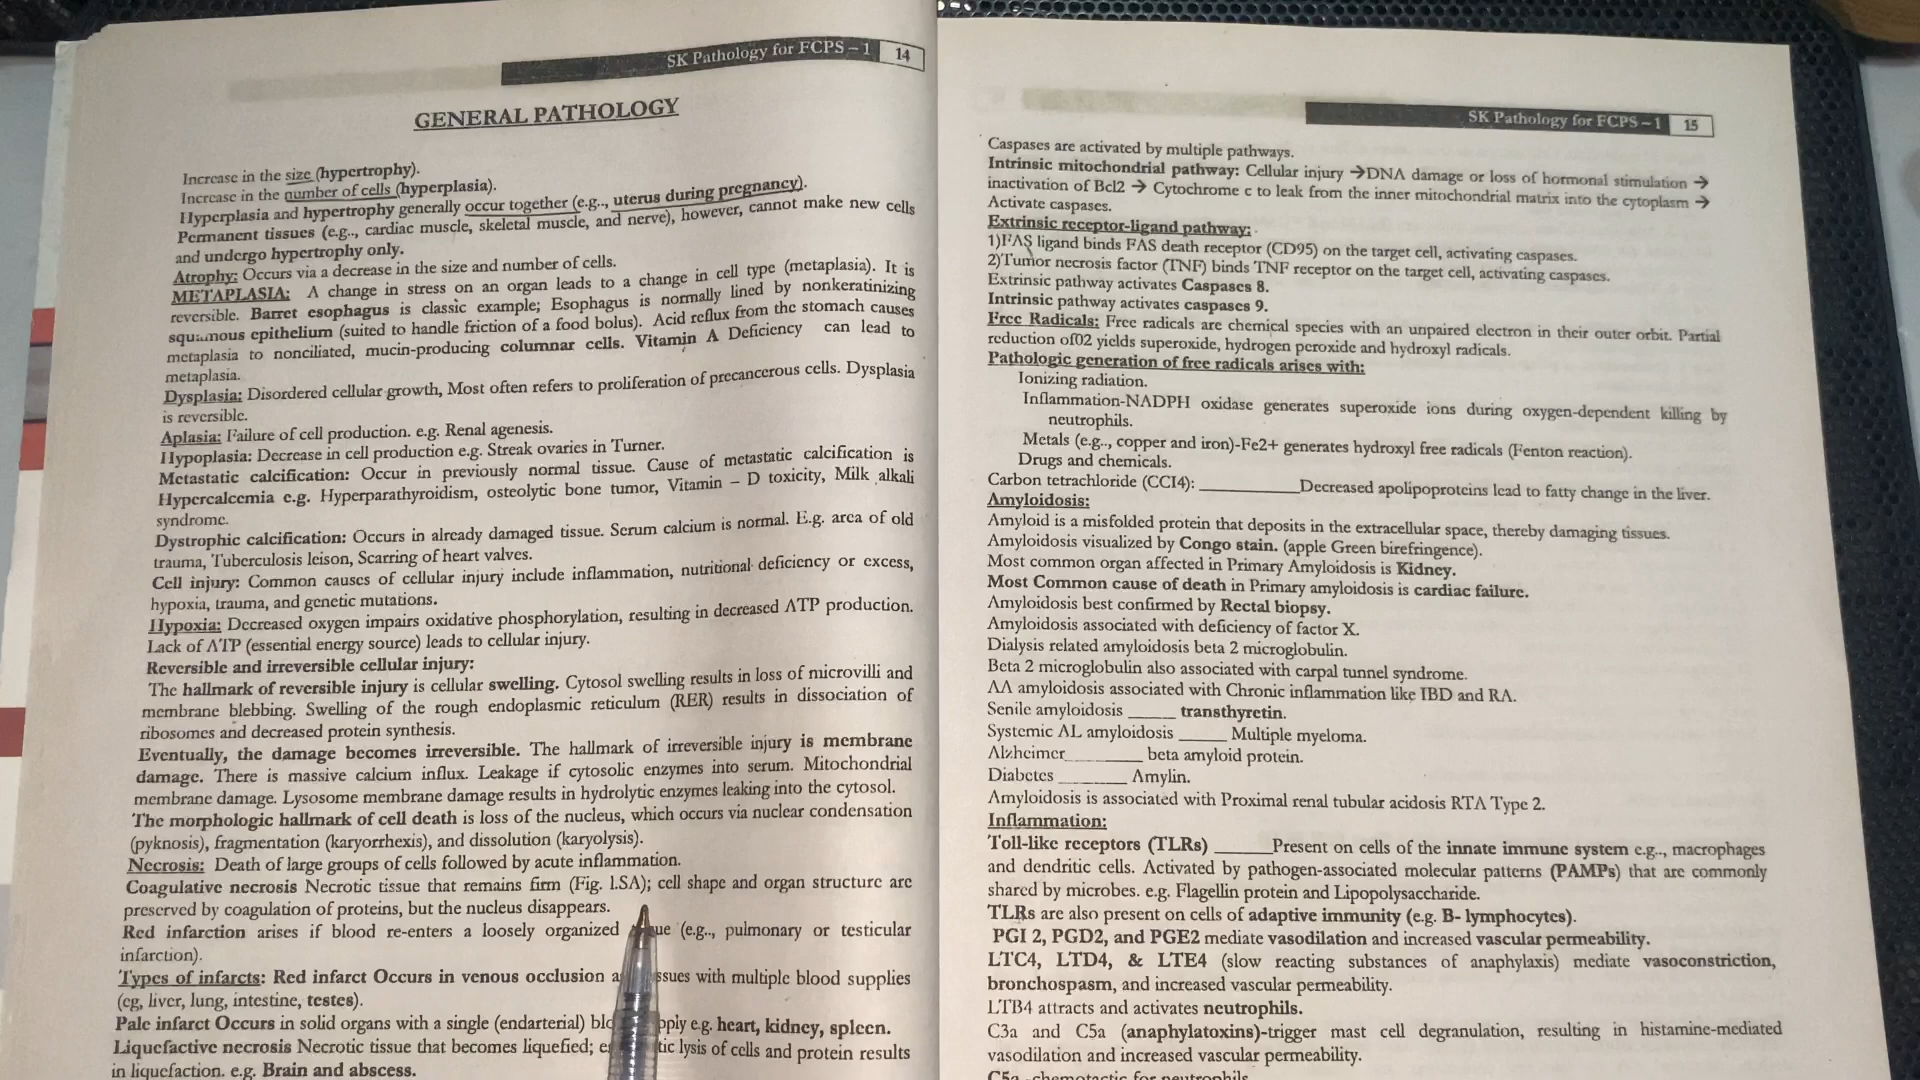 SK Pathology for FCPS – 1 14
GENERAL PATHOLOGY
Increase in the size (hypertrophy).
Increase in the number of cells (hyperplasia).
Hyperplasia and hypertrophy generally occur together (e.g.., uterus during pregnancy).
Permanent tissues (e.g.., cardiac muscle, skeletal muscle, and nerve), however, cannot make new cells
and undergo hypertrophy only.
Atrophy: Occurs via a decrease in the size and number of cells.
METAPLASIA: A change in stress on an organ leads to a change in cell type (metaplasia). It is
reversible. Barret esophagus is classic example; Esophagus is normally lined by nonkeratinizing
squamous epithelium (suited to handle friction of a food bolus). Acid reflux from the stomach causes
metaplasia to nonciliated, mucin-producing columnar cells. Vitamin A Deficiency can lead to
metaplasia.
Dysplasia: Disordered cellular growth, Most often refers to proliferation of precancerous cells. Dysplasia
is reversible.
Aplasia: Failure of cell production. e.g. Renal agenesis.
Hypoplasia: Decrease in cell production e.g. Streak ovaries in Turner.
Metastatic calcification: Occur in previously normal tissue. Cause of metastatic calcification is
Hypercalcemia e.g. Hyperparathyroidism, osteolytic bone tumor, Vitamin – D toxicity, Milk alkali
syndrome.
Dystrophic calcification: Occurs in already damaged tissue. Serum calcium is normal. E.g. area of old
trauma, Tuberculosis leison, Scarring of heart valves.
Cell injury: Common causes of cellular injury include inflammation, nutritional deficiency or excess,
hypoxia, trauma, and genetic mutations.
Hypoxia: Decreased oxygen impairs oxidative phosphorylation, resulting in decreased ATP production.
Lack of ATP (essential energy source) leads to cellular injury.
Reversible and irreversible cellular injury:
The hallmark of reversible injury is cellular swelling. Cytosol swelling results in loss of microvilli and
membrane blebbing. Swelling of the rough endoplasmic reticulum (RER) results in dissociation of
ribosomes and decreased protein synthesis.
Eventually, the damage becomes irreversible. The hallmark of irreversible injury is membrane
damage. There is massive calcium influx. Leakage if cytosolic enzymes into serum. Mitochondrial
membrane damage. Lysosome membrane damage results in hydrolytic enzymes leaking into the cytosol.
The morphologic hallmark of cell death is loss of the nucleus, which occurs via nuclear condensation
(pyknosis), fragmentation (karyorrhexis), and dissolution (karyolysis).
Necrosis: Death of large groups of cells followed by acute inflammation.
Coagulative necrosis Necrotic tissue that remains firm (Fig. 1.SA); cell shape and organ structure are
preserved by coagulation of proteins, but the nucleus disappears.
Red infarction arises if blood re-enters a loosely organized (e.g.., pulmonary or testicular
infarction).
Types of infarcts: Red infarct Occurs in venous occlusion with multiple blood supplies
(eg, liver, lung, intestine, testes).
Pale infarct Occurs in solid organs with a single (endarterial) e.g. heart, kidney, spleen.
Liquefactive necrosis Necrotic tissue that becomes liquefied; lysis of cells and protein results
in liquefaction. e.g. Brain and abscess.
SK Pathology for FCPS – 1 15
Caspases are activated by multiple pathways.
Intrinsic mitochondrial pathway: Cellular injury →DNA damage or loss of hormonal stimulation →
inactivation of Bcl2 → Cytochrome c to leak from the inner mitochondrial matrix into the cytoplasm →
Activate caspases.
Extrinsic receptor-ligand pathway:
1)FAS ligand binds FAS death receptor (CD95) on the target cell, activating caspases.
2)Tumor necrosis factor (TNF) binds TNF receptor on the target cell, activating caspases.
Extrinsic pathway activates Caspases 8.
Intrinsic pathway activates caspases 9.
Free Radicals: Free radicals are chemical species with an unpaired electron in their outer orbit. Partial
reduction of02 yields superoxide, hydrogen peroxide and hydroxyl radicals.
Pathologic generation of free radicals arises with:
Ionizing radiation.
Inflammation-NADPH oxidase generates superoxide ions during oxygen-dependent killing by
neutrophils.
Metals (e.g.., copper and iron)-Fe2+ generates hydroxyl free radicals (Fenton reaction).
Drugs and chemicals.
Carbon tetrachloride (CCI4): __________Decreased apolipoproteins lead to fatty change in the liver.
Amyloidosis:
Amyloid is a misfolded protein that deposits in the extracellular space, thereby damaging tissues.
Amyloidosis visualized by Congo stain. (apple Green birefringence).
Most common organ affected in Primary Amyloidosis is Kidney.
Most Common cause of death in Primary amyloidosis is cardiac failure.
Amyloidosis best confirmed by Rectal biopsy.
Amyloidosis associated with deficiency of factor X.
Dialysis related amyloidosis beta 2 microglobulin.
Beta 2 microglobulin also associated with carpal tunnel syndrome.
AA amyloidosis associated with Chronic inflammation like IBD and RA.
Senile amyloidosis _____ transthyretin.
Systemic AL amyloidosis _____ Multiple myeloma.
Alzheimer________ beta amyloid protein.
Diabetes _______ Amylin.
Amyloidosis is associated with Proximal renal tubular acidosis RTA Type 2.
Inflammation:
Toll-like receptors (TLRs) ______Present on cells of the innate immune system e.g.., macrophages
and dendritic cells. Activated by pathogen-associated molecular patterns (PAMPs) that are commonly
shared by microbes. e.g. Flagellin protein and Lipopolysaccharide.
TLRs are also present on cells of adaptive immunity (e.g. B- lymphocytes).
PGI 2, PGD2, and PGE2 mediate vasodilation and increased vascular permeability.
LTC4, LTD4, & LTE4 (slow reacting substances of anaphylaxis) mediate vasoconstriction,
bronchospasm, and increased vascular permeability.
LTB4 attracts and activates neutrophils.
C3a and C5a (anaphylatoxins)-trigger mast cell degranulation, resulting in histamine-mediated
vasodilation and increased vascular permeability.
C5a -chemotactic for neutrophils